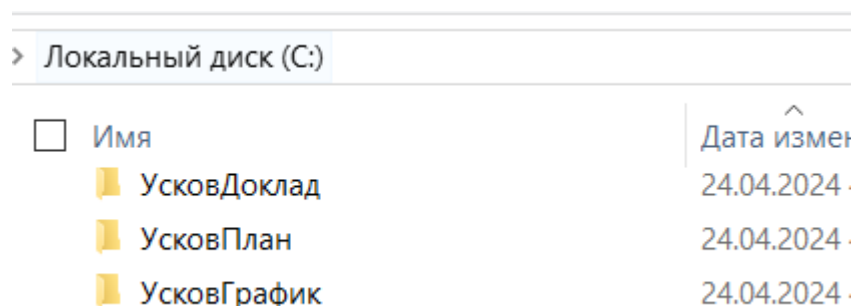 Локальный диск (C:)
Имя Дата измен
УсковДоклад 24.04.2024
УсковПлан 24.04.2024
УсковГрафик 24.04.2024